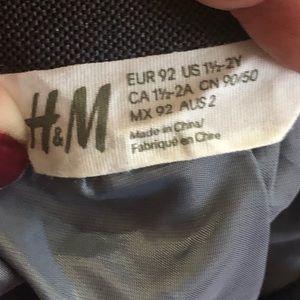 H&M
EUR 92 US 1½-2Y
CA 1½-2A CN 90/50
MX 92 AUS 2
Made in China/
Fabriqué en Chine